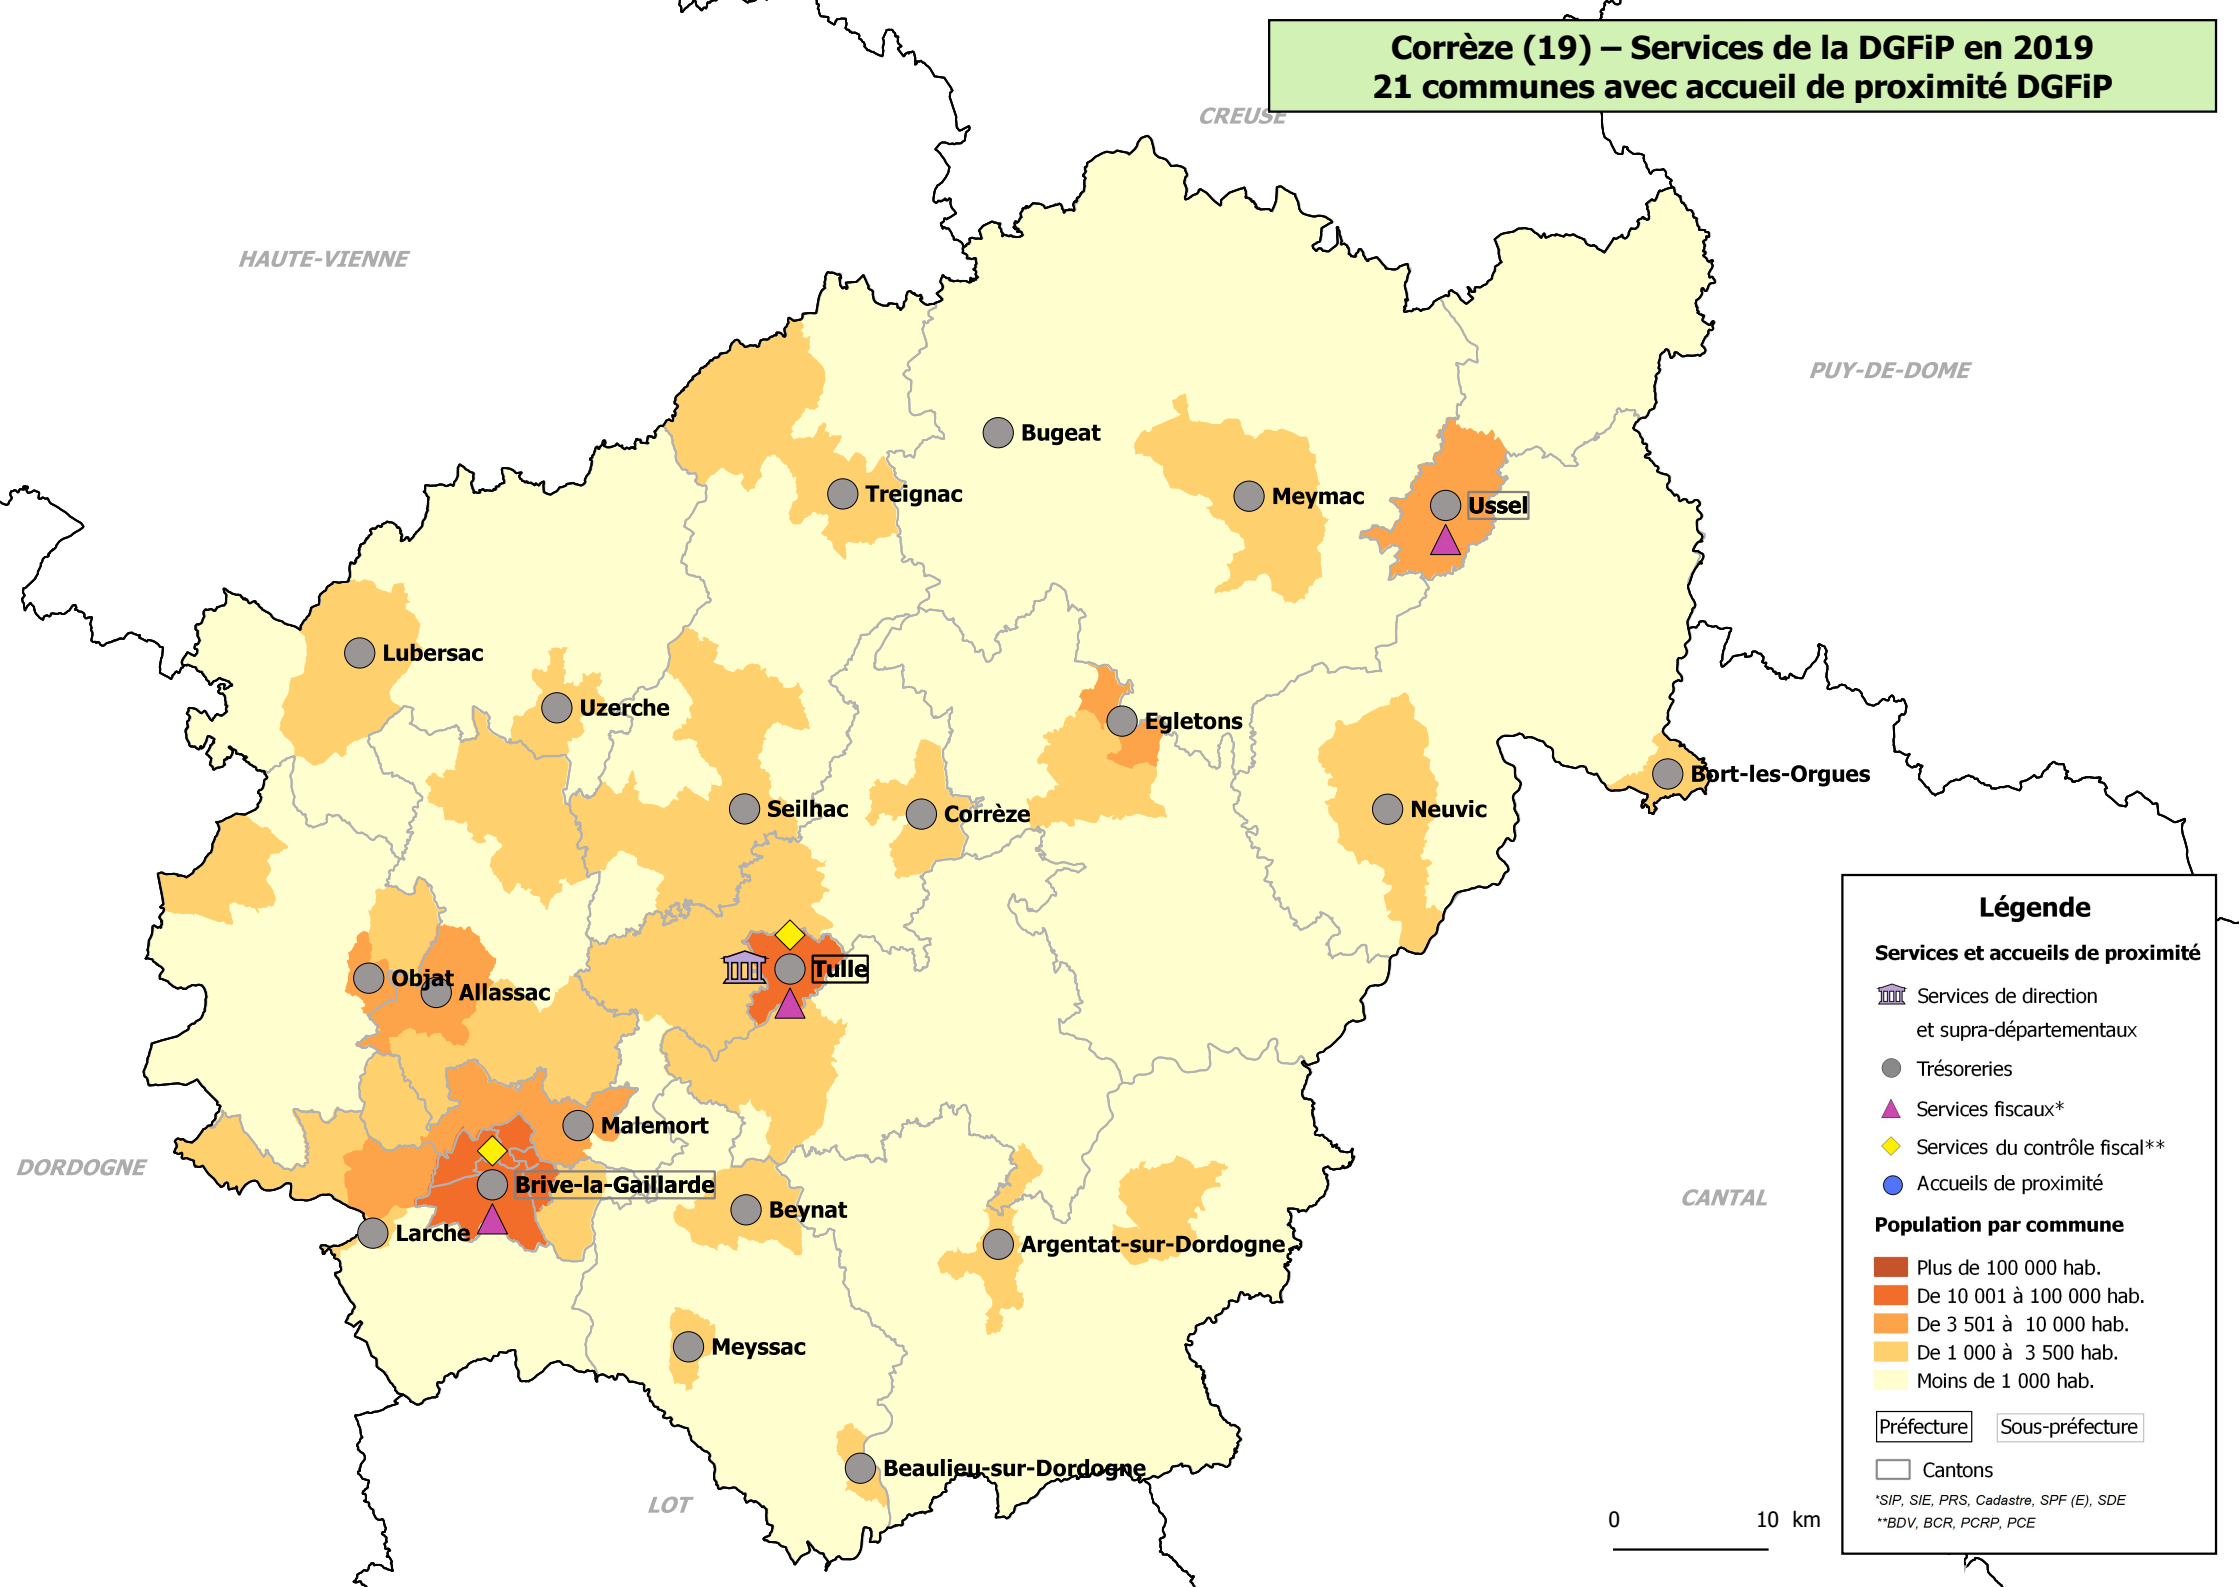 Corrèze (19) – Services de la DGFiP en 2019
21 communes avec accueil de proximité DGFiP
CREUSE
HAUTE-VIENNE
PUY-DE-DOME
Bugeat
Treignac
Meymac
Ussel
Lubersac
Uzerche
Egletons
Bort-les-Orgues
Seilhac
Corrèze
Neuvic
Tulle
Objat
Allassac
Malemort
DORDOGNE
Brive-la-Gaillarde
CANTAL
Beynat
Larche
Argentat-sur-Dordogne
Meyssac
Beaulieu-sur-Dordogne
LOT
0 10 km
Légende
Services et accueils de proximité
Services de direction
et supra-départementaux
Trésoreries
Services fiscaux*
Services du contrôle fiscal**
Accueils de proximité
Population par commune
Plus de 100 000 hab.
De 10 001 à 100 000 hab.
De 3 501 à 10 000 hab.
De 1 000 à 3 500 hab.
Moins de 1 000 hab.
Préfecture Sous-préfecture
Cantons
*SIP, SIE, PRS, Cadastre, SPF (E), SDE
**BDV, BCR, PCRP, PCE